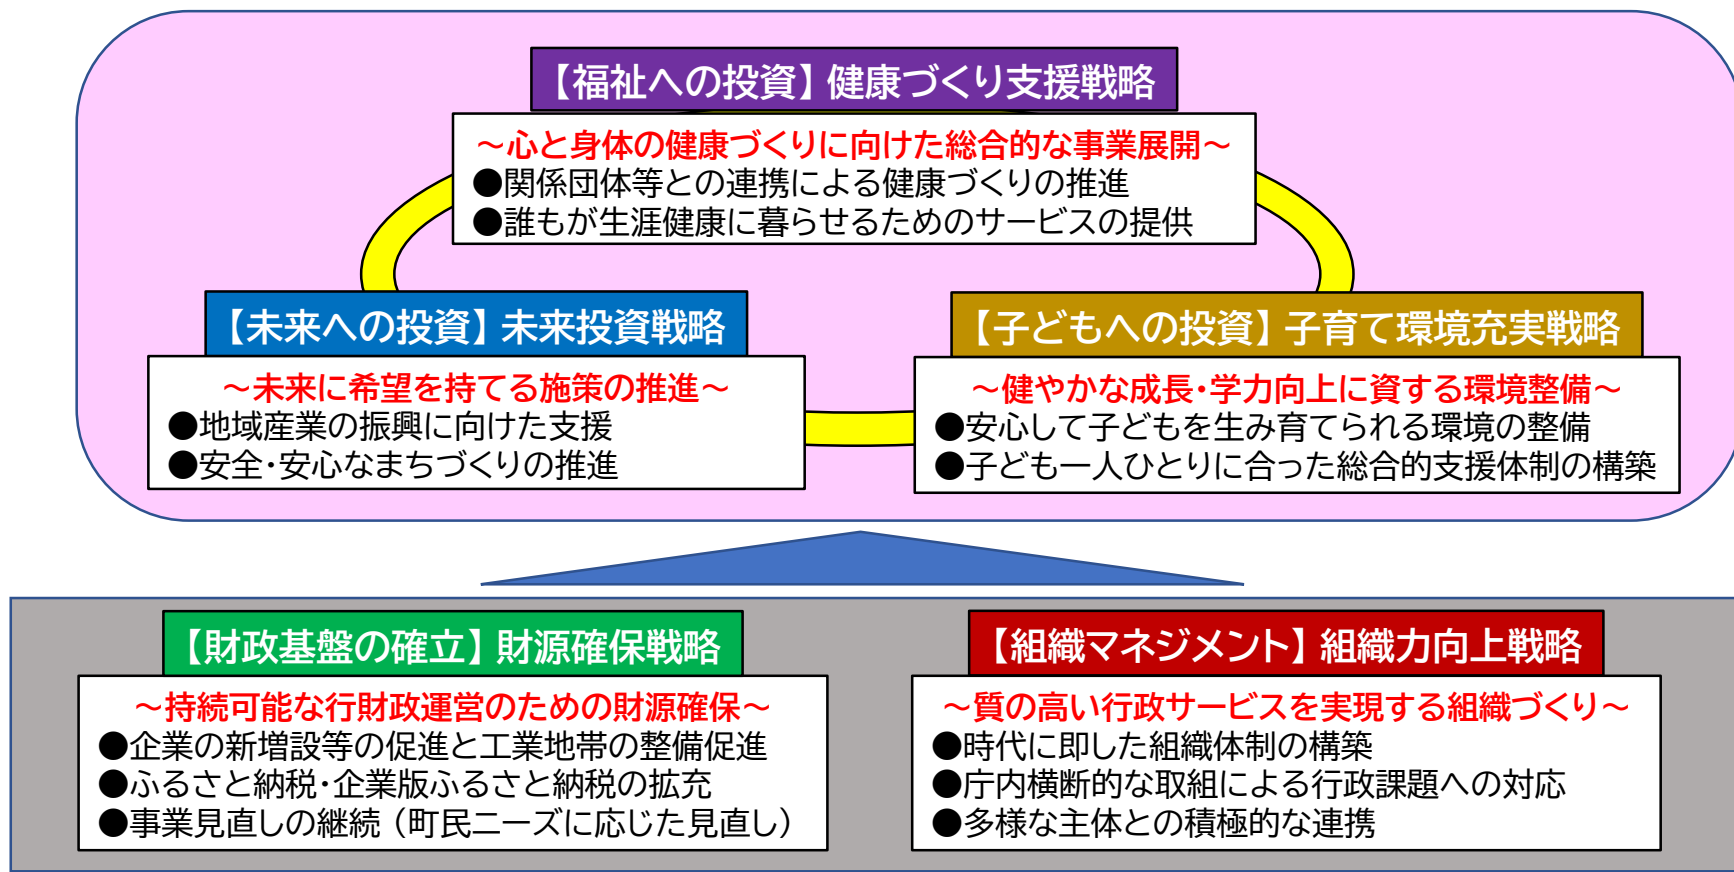 【福祉への投資】健康づくり支援戦略
～心と身体の健康づくりに向けた総合的な事業展開～
●関係団体等との連携による健康づくりの推進
●誰もが生涯健康に暮らせるためのサービスの提供
【未来への投資】未来投資戦略
～未来に希望を持てる施策の推進～
●地域産業の振興に向けた支援
●安全・安心なまちづくりの推進
【子どもへの投資】子育て環境充実戦略
～健やかな成長・学力向上に資する環境整備～
●安心して子どもを生み育てられる環境の整備
●子ども一人ひとりに合った総合的支援体制の構築
【財政基盤の確立】財源確保戦略
～持続可能な行財政運営のための財源確保～
●企業の新増設等の促進と工業地帯の整備促進
●ふるさと納税・企業版ふるさと納税の拡充
●事業見直しの継続（町民ニーズに応じた見直し）
【組織マネジメント】組織力向上戦略
～質の高い行政サービスを実現する組織づくり～
●時代に即した組織体制の構築
●庁内横断的な取組による行政課題への対応
●多様な主体との積極的な連携